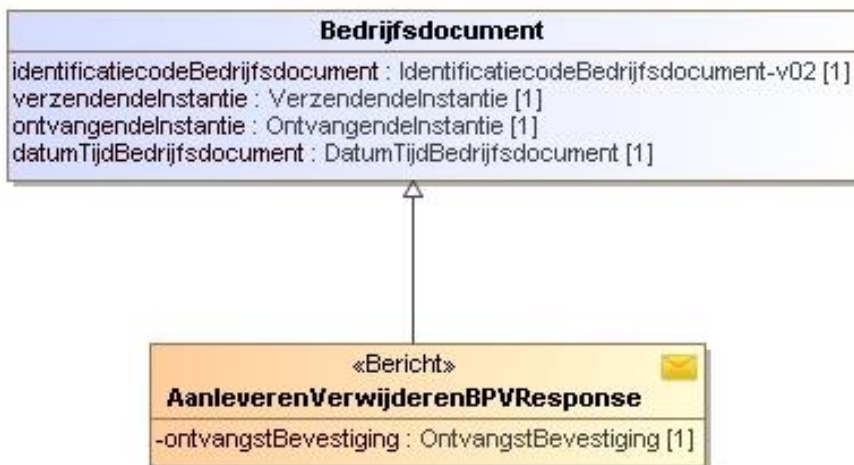 Bedrijfsdocument
identificatiecodeBedrijfsdocument : IdentificatiecodeBedrijfsdocument-v02 [1]
verzendendeInstantie : VerzendendeInstantie [1]
ontvangendeInstantie : OntvangendeInstantie [1]
datumTijdBedrijfsdocument : DatumTijdBedrijfsdocument [1]
«Bericht»
AanleverenVerwijderenBPVResponse
-ontvangstBevestiging : OntvangstBevestiging [1]